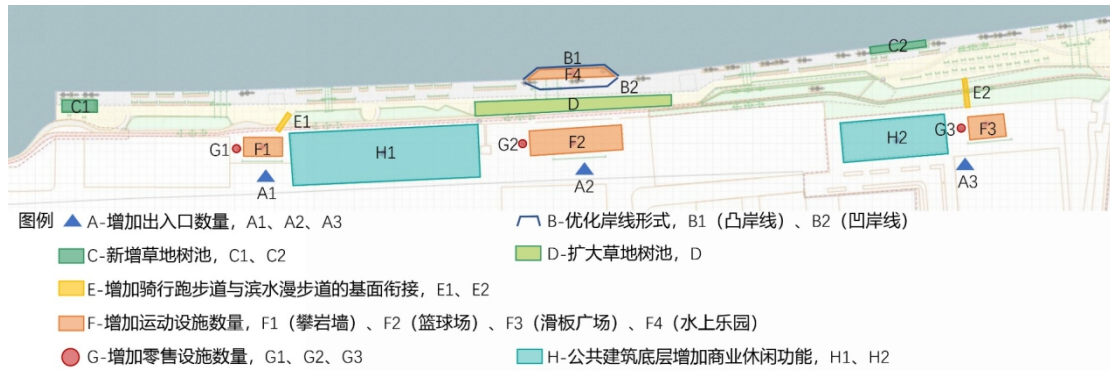 B1
C2
F4
B2
C1
D
E2
E1
G1
F1
H1
G2
F2
H2
G3
F3
A1
A2
A3
图例 A-增加出入口数量，A1、A2、A3
B-优化岸线形式，B1（凸岸线）、B2（凹岸线）
C-新增草地树池，C1、C2
D-扩大草地树池，D
E-增加骑行跑步道与滨水漫步道的基面衔接，E1、E2
F-增加运动设施数量，F1（攀岩墙）、F2（篮球场）、F3（滑板广场）、F4（水上乐园）
G-增加零售设施数量，G1、G2、G3
H-公共建筑底层增加商业休闲功能，H1、H2